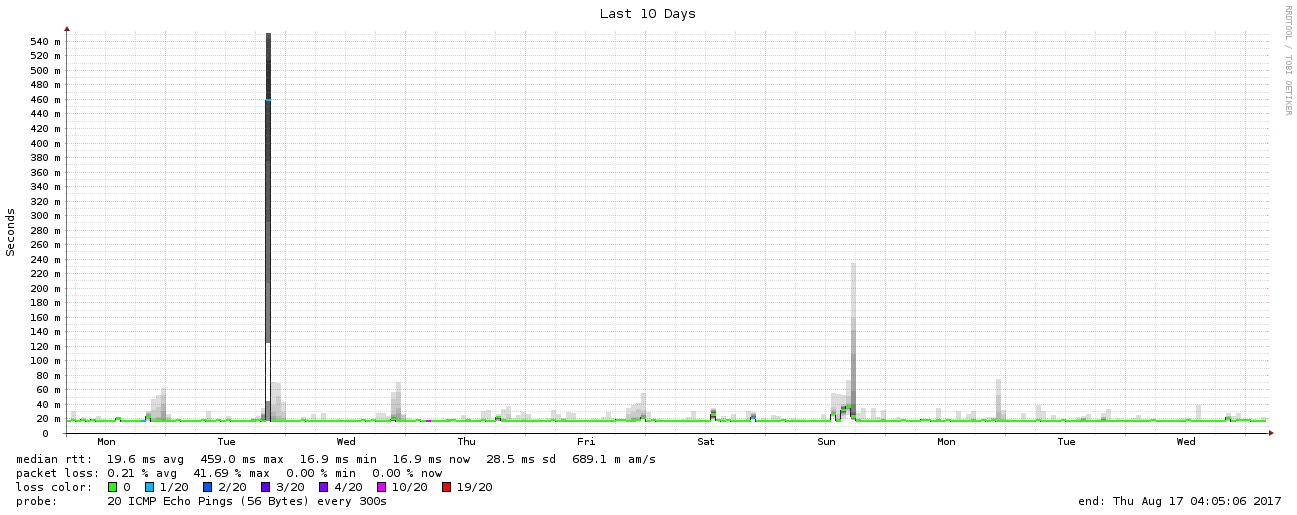 Last 10 Days
RRDTOOL / TOBI OETIKER
Seconds
540 m
520 m
500 m
480 m
460 m
440 m
420 m
400 m
380 m
360 m
340 m
320 m
300 m
280 m
260 m
240 m
220 m
200 m
180 m
160 m
140 m
120 m
100 m
80 m
60 m
40 m
20 m
0
Mon Tue Wed Thu Fri Sat Sun Mon Tue Wed
median rtt: 19.6 ms avg 459.0 ms max 16.9 ms min 16.9 ms now 28.5 ms sd 689.1 m am/s
packet loss: 0.21 % avg 41.69 % max 0.00 % min 0.00 % now
loss color: 0 1/20 2/20 3/20 4/20 10/20 19/20
probe: 20 ICMP Echo Pings (56 Bytes) every 300s end: Thu Aug 17 04:05:06 2017